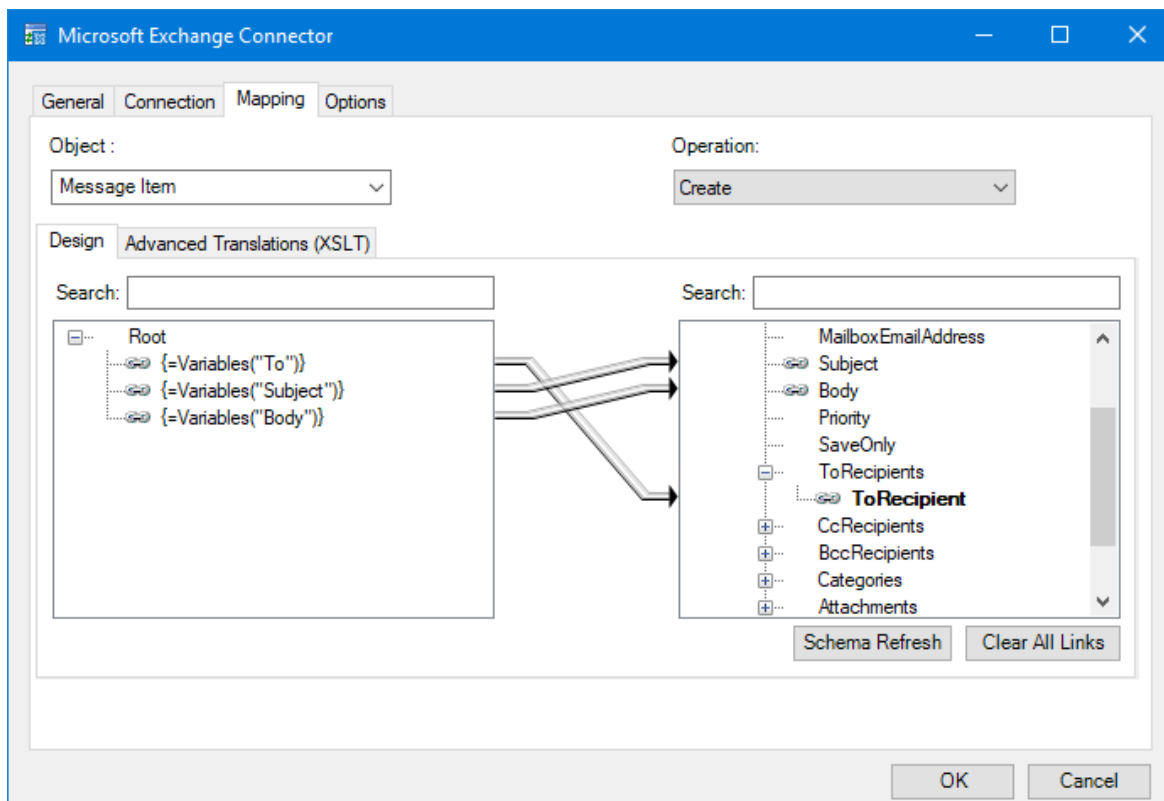 Microsoft Exchange Connector
General Connection Mapping Options
Object : Operation:
Message Item Create
Design Advanced Translations (XSLT)
Search: Search:
Root
{=Variables("To")}
{=Variables("Subject")}
{=Variables("Body")}
MailboxEmailAddress
Subject
Body
Priority
SaveOnly
ToRecipients
ToRecipient
CcRecipients
BccRecipients
Categories
Attachments
Schema Refresh Clear All Links
OK Cancel